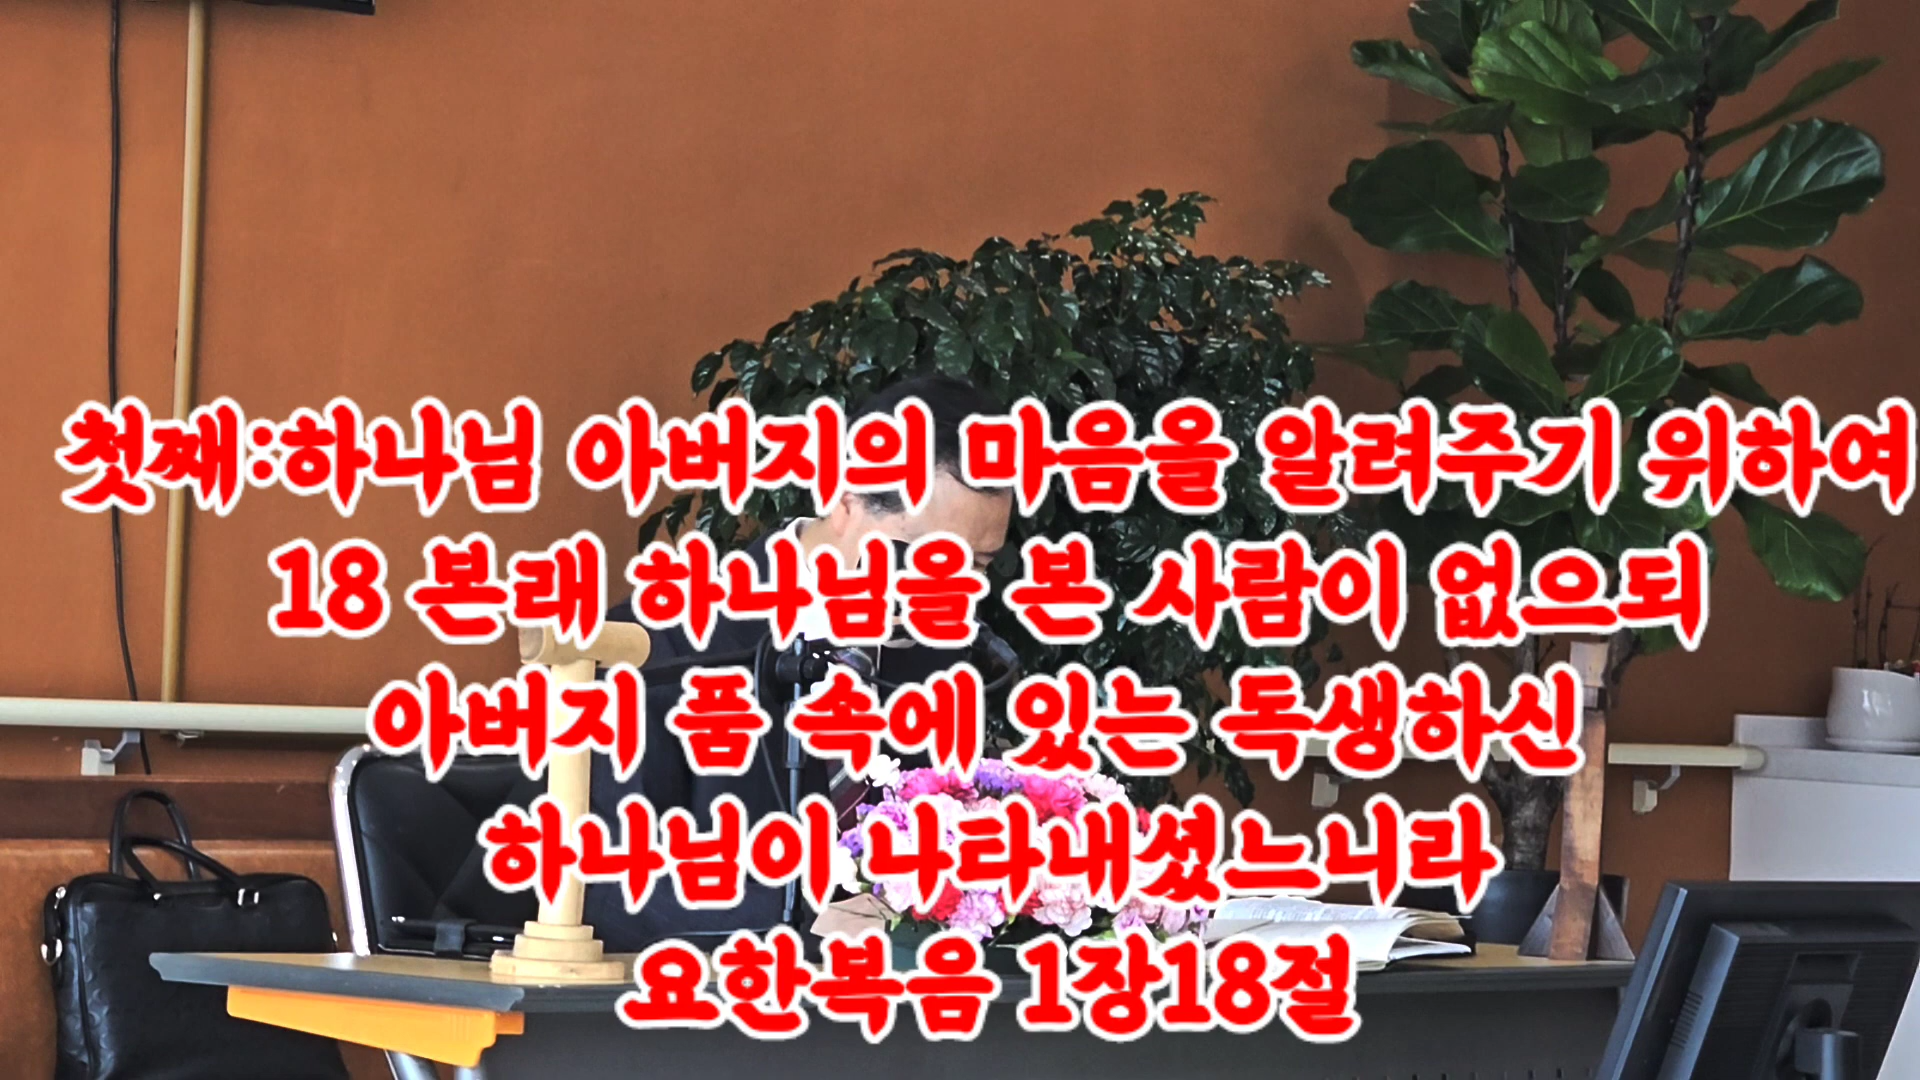 첫째:하나님 아버지의 마음을 알려주기 위하여
18 본래 하나님을 본 사람이 없으되
아버지 품 속에 있는 독생하신
하나님이 나타내셨느니라
요한복음 1장18절